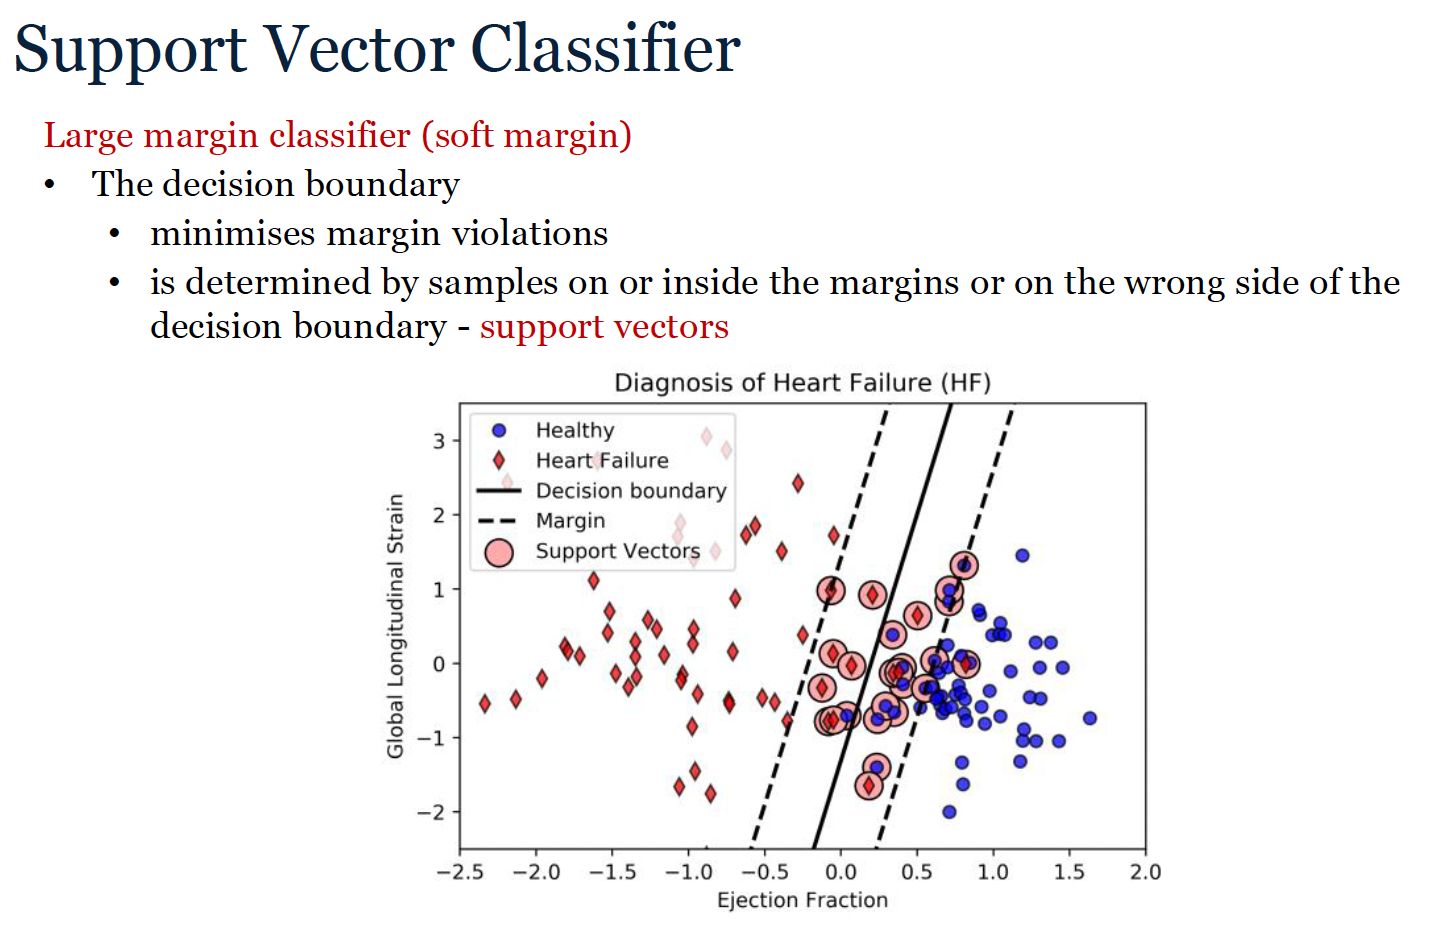 Support Vector Classifier
Large margin classifier (soft margin)
• The decision boundary
• minimises margin violations
• is determined by samples on or inside the margins or on the wrong side of the
decision boundary - support vectors
Diagnosis of Heart Failure (HF)
Healthy
Heart Failure
Decision boundary
Margin
Support Vectors
Global Longitudinal Strain
3
2
1
0
−1
−2
−2.5 −2.0 −1.5 −1.0 −0.5 0.0 0.5 1.0 1.5 2.0
Ejection Fraction